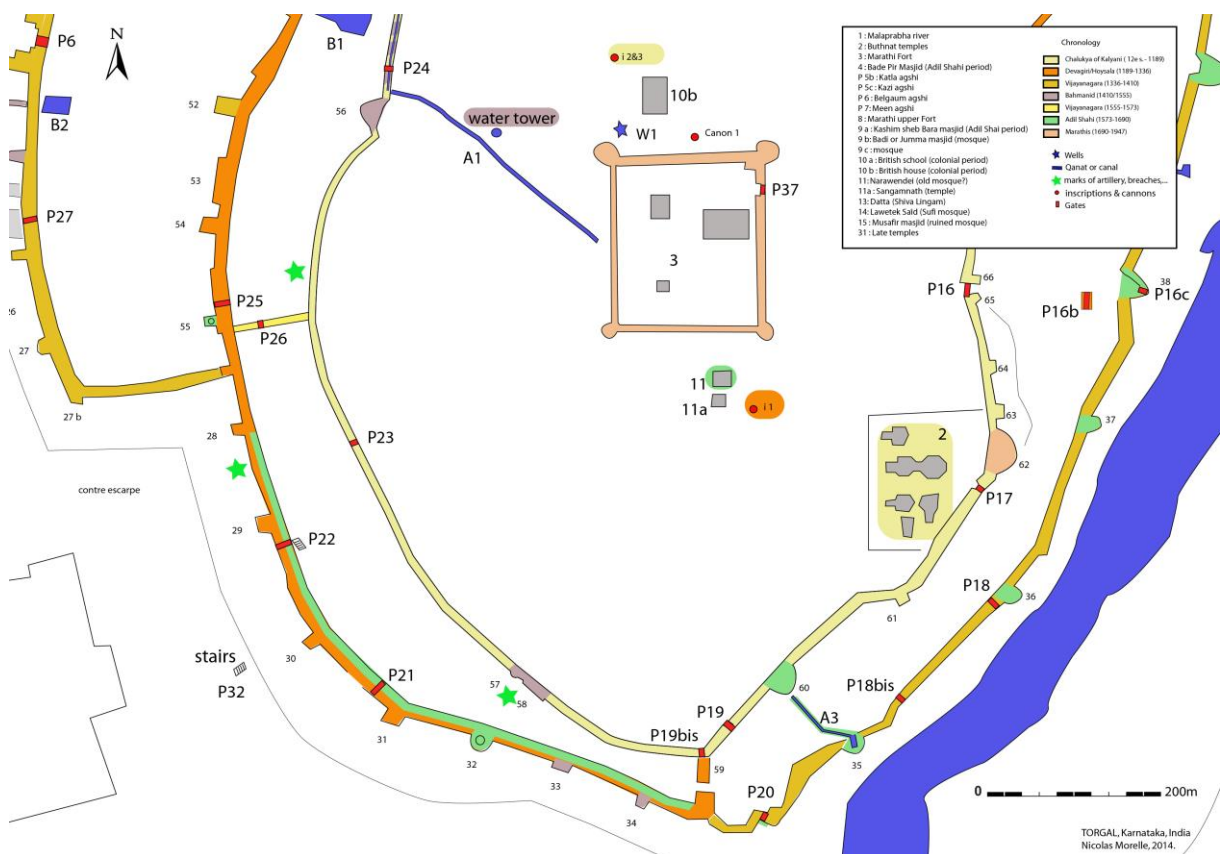 1 : Malaprabha river
2 : Buthnat temples
3 : Marathi Fort
4 : Bade Pir Masjid (Adil Shahi period)
P 5b : Katla agshi
P 5c : Kazi agshi
P 6 : Belgaum agshi
P 7 : Meen agshi
8 : Marathi upper Fort
9 a : Kashim sheb Bara masjid (Adil Shai period)
9 b : Badi or Jumma masjid (mosque)
9 c : mosque
10 a : British school (colonial period)
10 b : British house (colonial period)
11: Narawendei (old mosque?)
11a : Sangamnath (temple)
13: Datta (Shiva Lingam)
14: Lawetek Said (Sufi mosque)
15 : Musafir masjid (ruined mosque)
31 : Late temples
Chronology
Chalukya of Kalyani ( 12e s. - 1189)
Devagiri/Hoysala (1189-1336)
Vijayanagara (1336-1410)
Bahmanid (1410/1555)
Vijayanagara (1555-1573)
Adil Shahi (1573-1690)
Marathis (1690-1947)
Wells
Qanat or canal
marks of artillery, breaches,...
inscriptions & cannons
Gates
N
P6
B1
B2
P24
52
56
water tower
A1
i 2&3
10b
W1
Canon 1
P37
3
53
54
P27
P25
55
P26
26
27
27 b
28
P23
contre escarpe
29
P22
30
stairs
P32
P21
31
32
33
34
57
58
P19bis
P19
59
60
A3
35
P20
P18bis
P18
36
61
P17
2
62
63
64
65
66
P16
P16b
38
P16c
37
11
11a
i 1
0
200m
TORGAL, Karnataka, India
Nicolas Morelle, 2014.